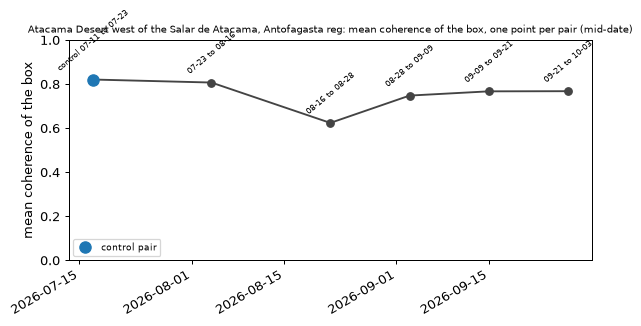 Atacama Desert west of the Salar de Atacama, Antofagasta reg: mean coherence of the box, one point per pair (mid-date)
control 07-11 to 07-23
07-23 to 08-16
08-16 to 08-28
08-28 to 09-09
09-09 to 09-21
09-21 to 10-03
mean coherence of the box
1.0
0.8
0.6
0.4
0.2
0.0
control pair
2026-07-15
2026-08-01
2026-08-15
2026-09-01
2026-09-15